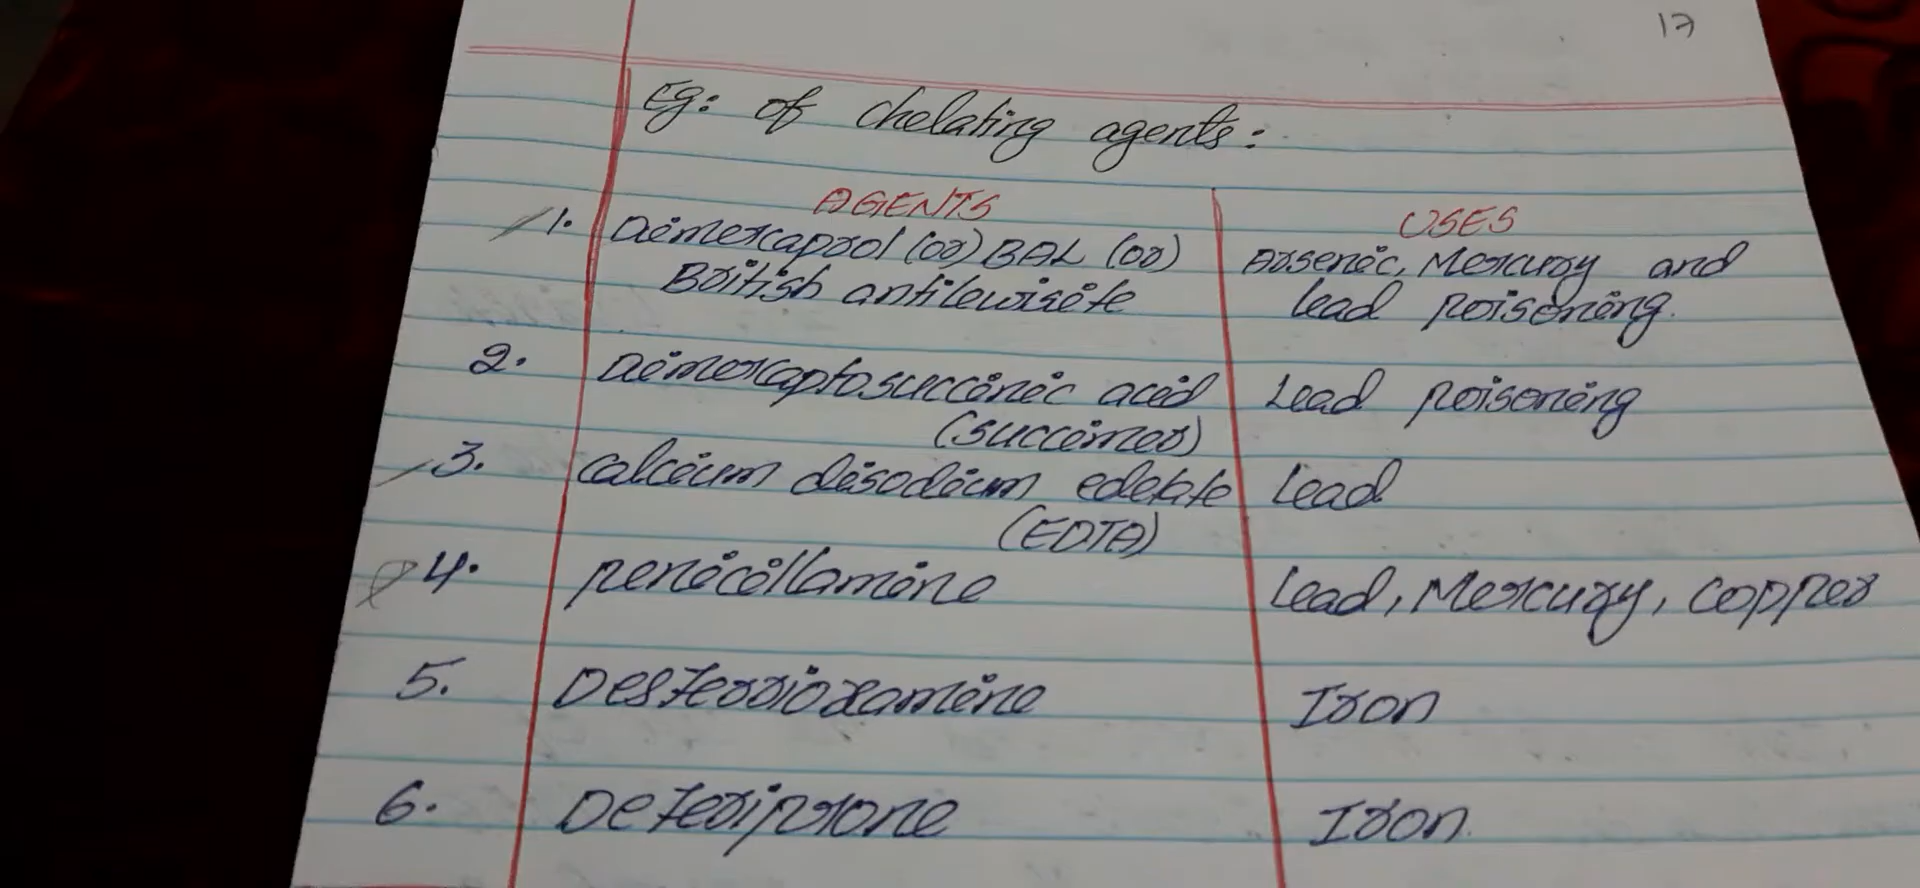 17
Eg: of chelating agents:
AGENTS USES
1. Dimercaprol (or) BAL (or) Arsenic, Mercury and
British antilewisite lead poisoning.
2. Dimercaptosuccinic acid Lead poisoning
(succimer)
3. calcium disodium edetate Lead
(EDTA)
4. penicillamine Lead, Mercury, copper
5. Desferrioxamine Iron
6. Deferiprone Iron.